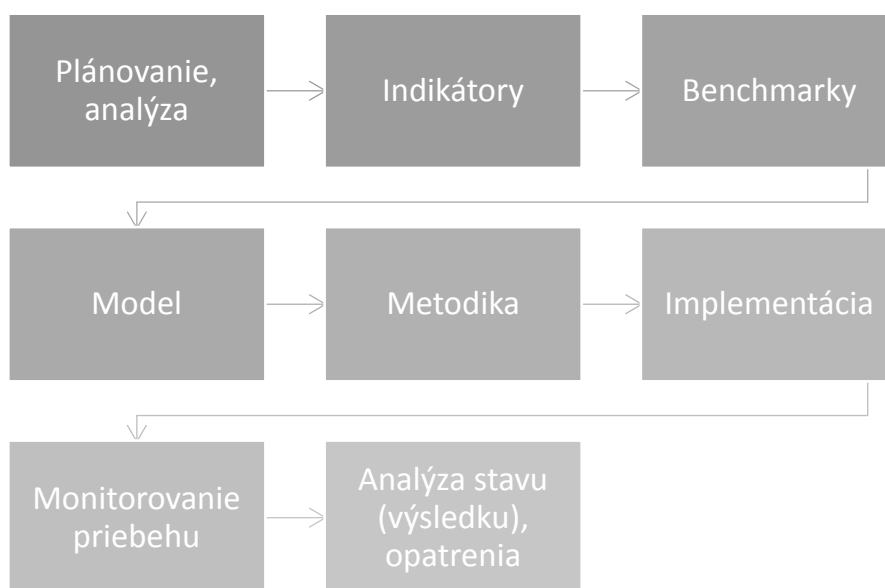 Plánovanie,
analýza
Indikátory
Benchmarky
Model
Metodika
Implementácia
Monitorovanie
priebehu
Analýza stavu
(výsledku),
opatrenia